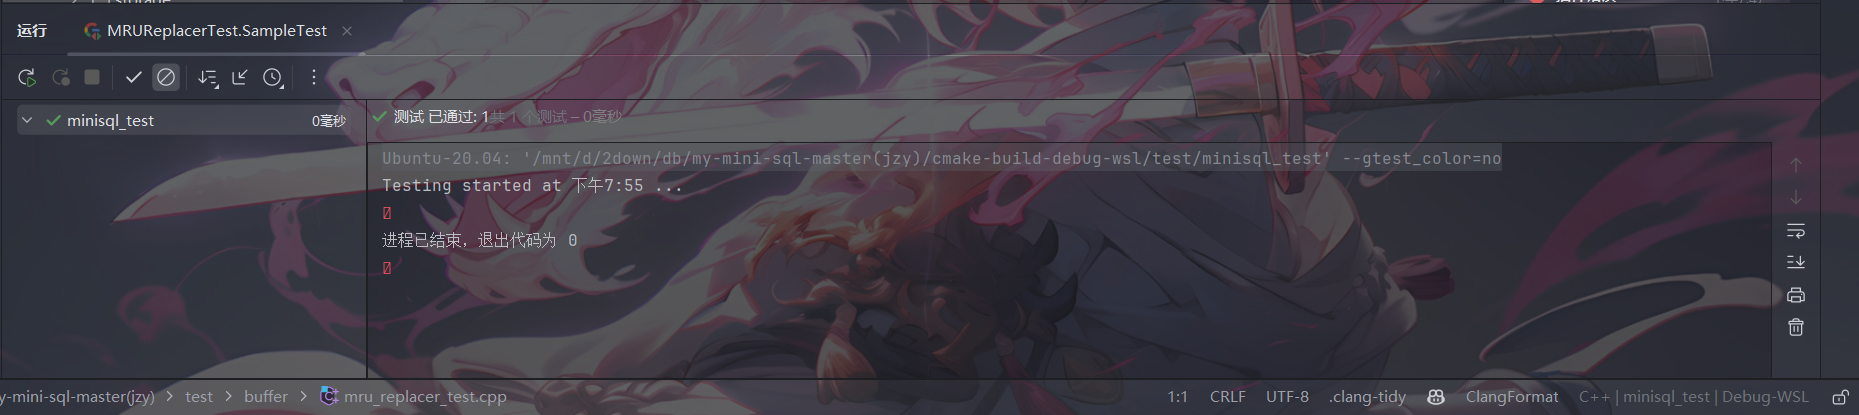 运行
MRUReplacerTest.SampleTest
minisql_test
0毫秒
测试 已通过: 1共 1 个测试 – 0毫秒
Ubuntu-20.04: '/mnt/d/2down/db/my-mini-sql-master(jzy)/cmake-build-debug-wsl/test/minisql_test' --gtest_color=no
Testing started at 下午7:55 ...
进程已结束，退出代码为 0
y-mini-sql-master(jzy) > test > buffer > mru_replacer_test.cpp
1:1 CRLF UTF-8 .clang-tidy ClangFormat C++ | minisql_test | Debug-WSL